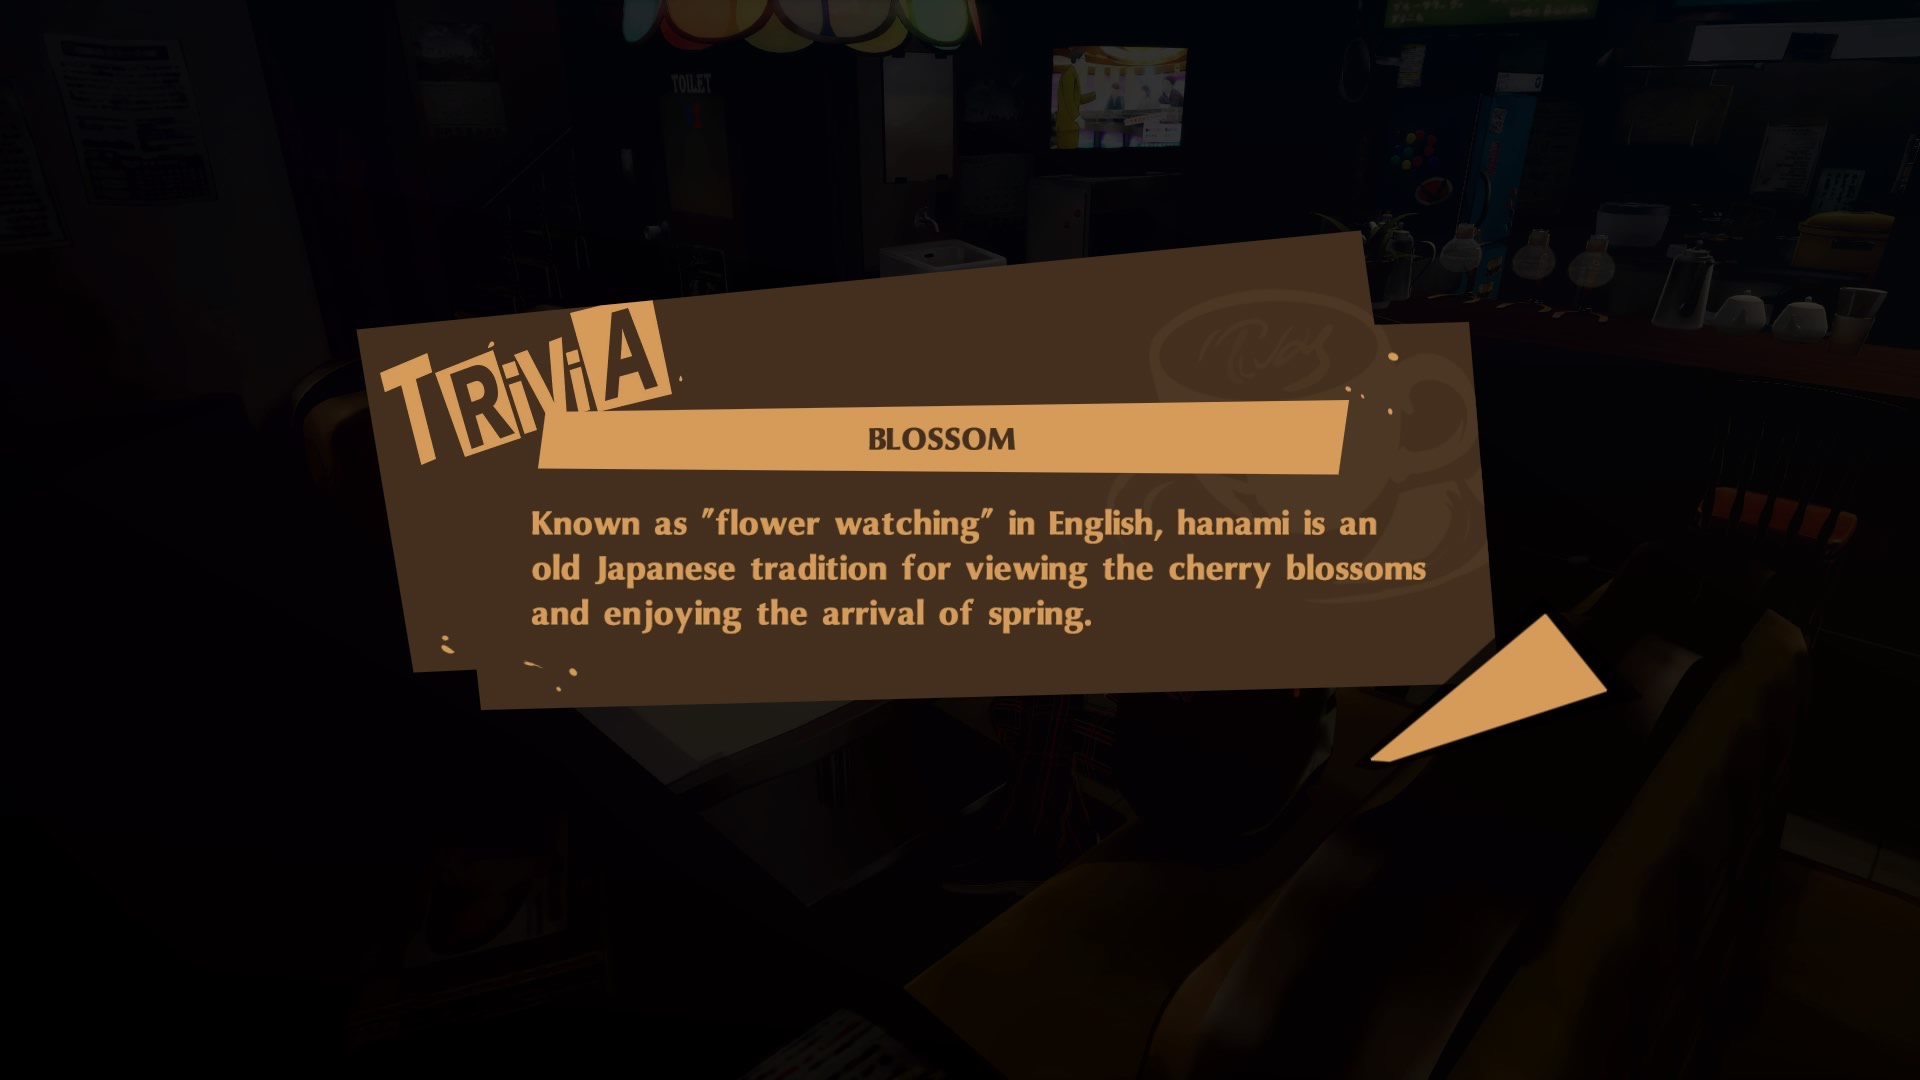 TOILET
TRiViA
BLOSSOM
Known as "flower watching" in English, hanami is an
old Japanese tradition for viewing the cherry blossoms
and enjoying the arrival of spring.